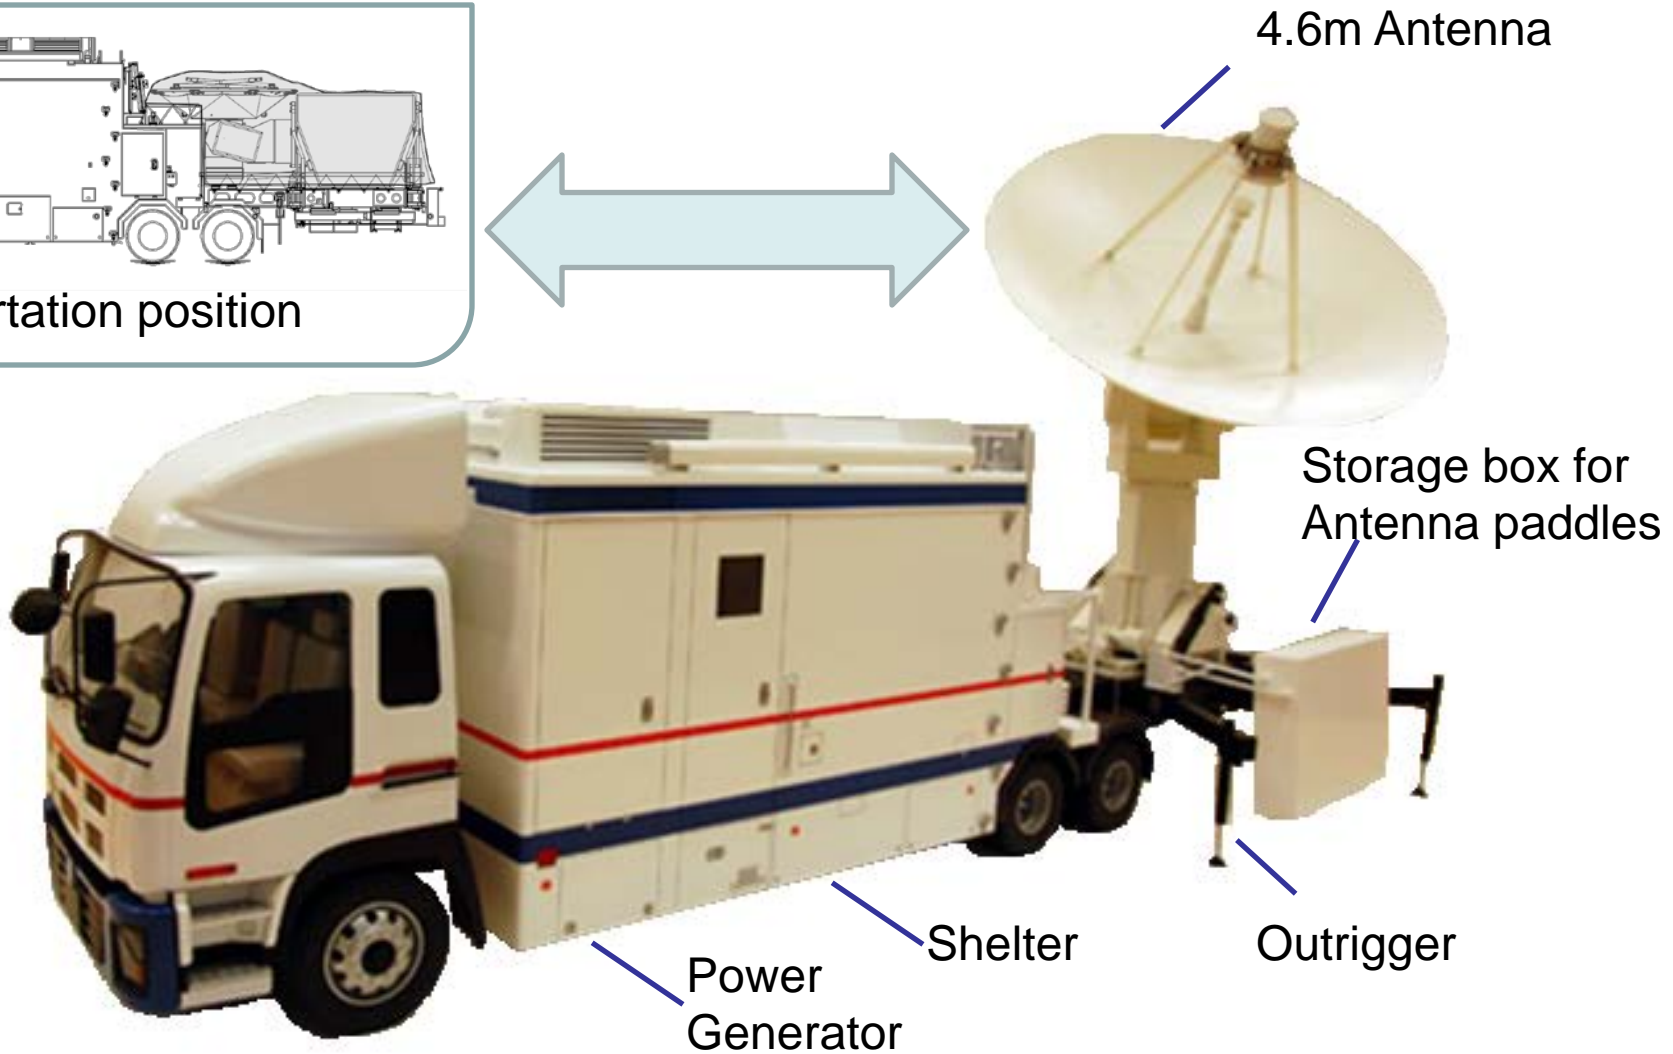 4.6m Antenna
rtation position
Storage box for
Antenna paddles
Shelter
Outrigger
Power
Generator